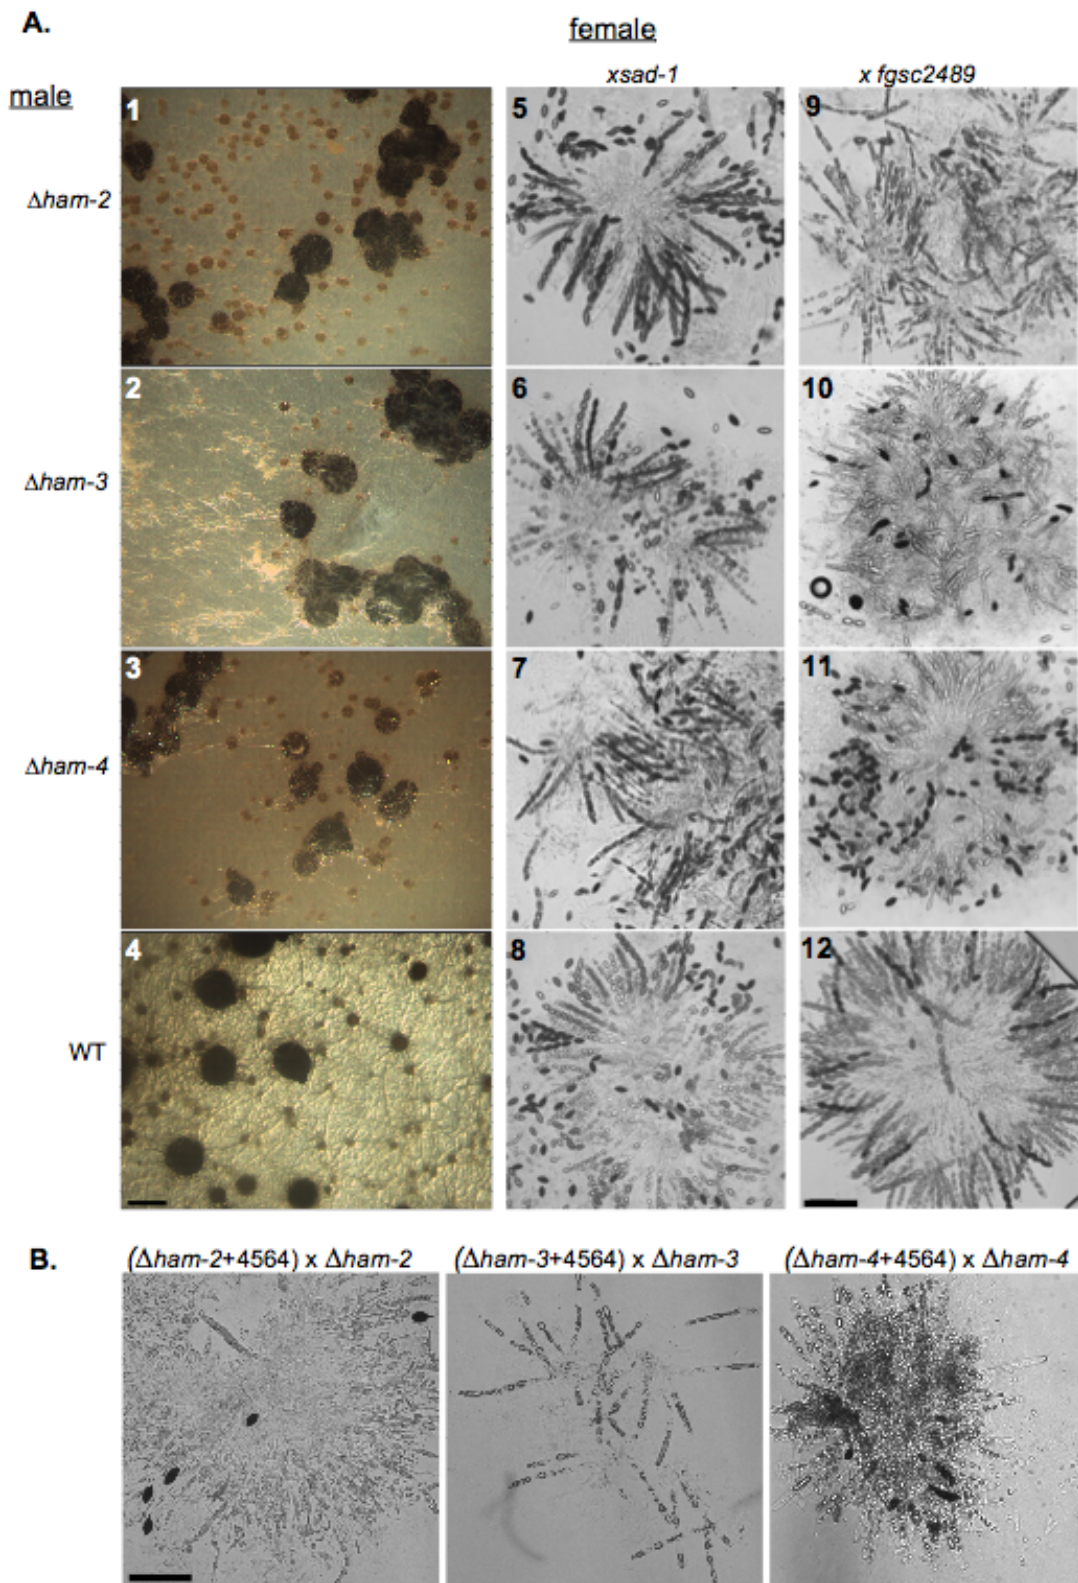 A.
female
male
xsad-1
x fgsc2489
1
5
9
Δham-2
2
6
10
Δham-3
3
7
11
Δham-4
4
8
12
WT
B.
(Δham-2+4564) x Δham-2
(Δham-3+4564) x Δham-3
(Δham-4+4564) x Δham-4